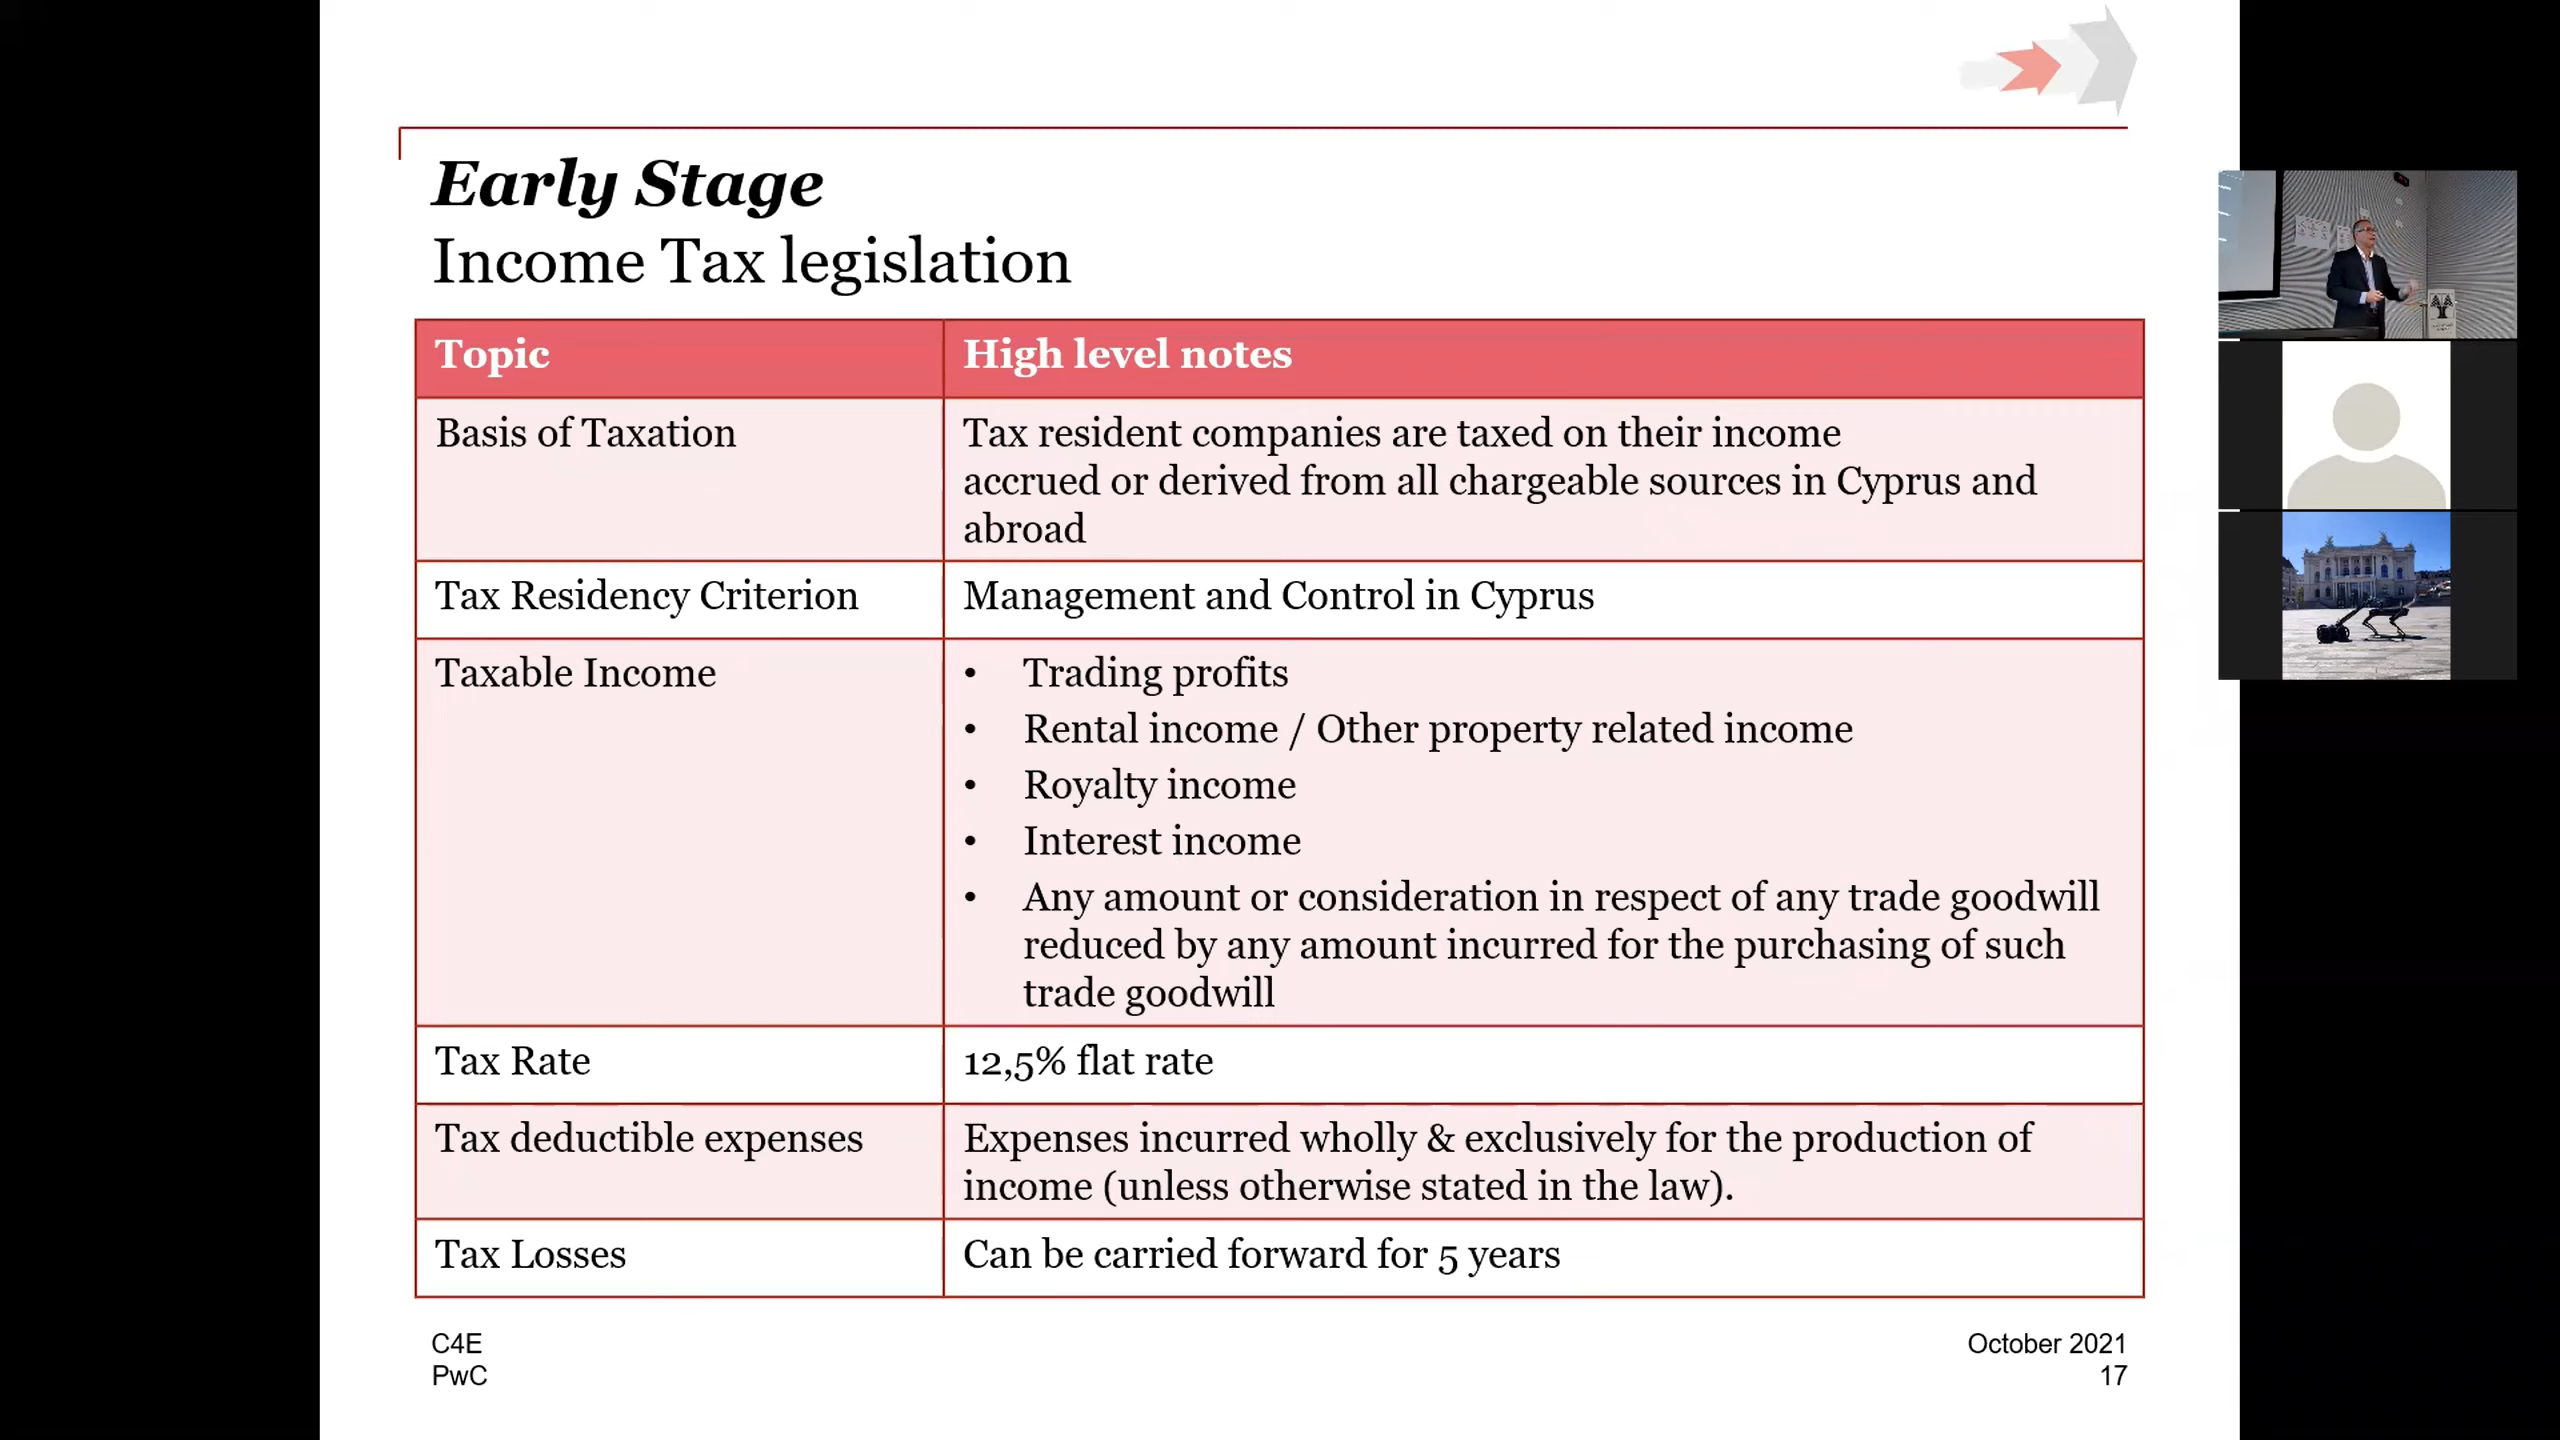 Early Stage
Income Tax legislation
Topic
High level notes
Basis of Taxation
Tax resident companies are taxed on their income
accrued or derived from all chargeable sources in Cyprus and
abroad
Tax Residency Criterion
Management and Control in Cyprus
Taxable Income
• Trading profits
• Rental income / Other property related income
• Royalty income
• Interest income
• Any amount or consideration in respect of any trade goodwill
reduced by any amount incurred for the purchasing of such
trade goodwill
Tax Rate
12,5% flat rate
Tax deductible expenses
Expenses incurred wholly & exclusively for the production of
income (unless otherwise stated in the law).
Tax Losses
Can be carried forward for 5 years
C4E
PwC
October 2021
17